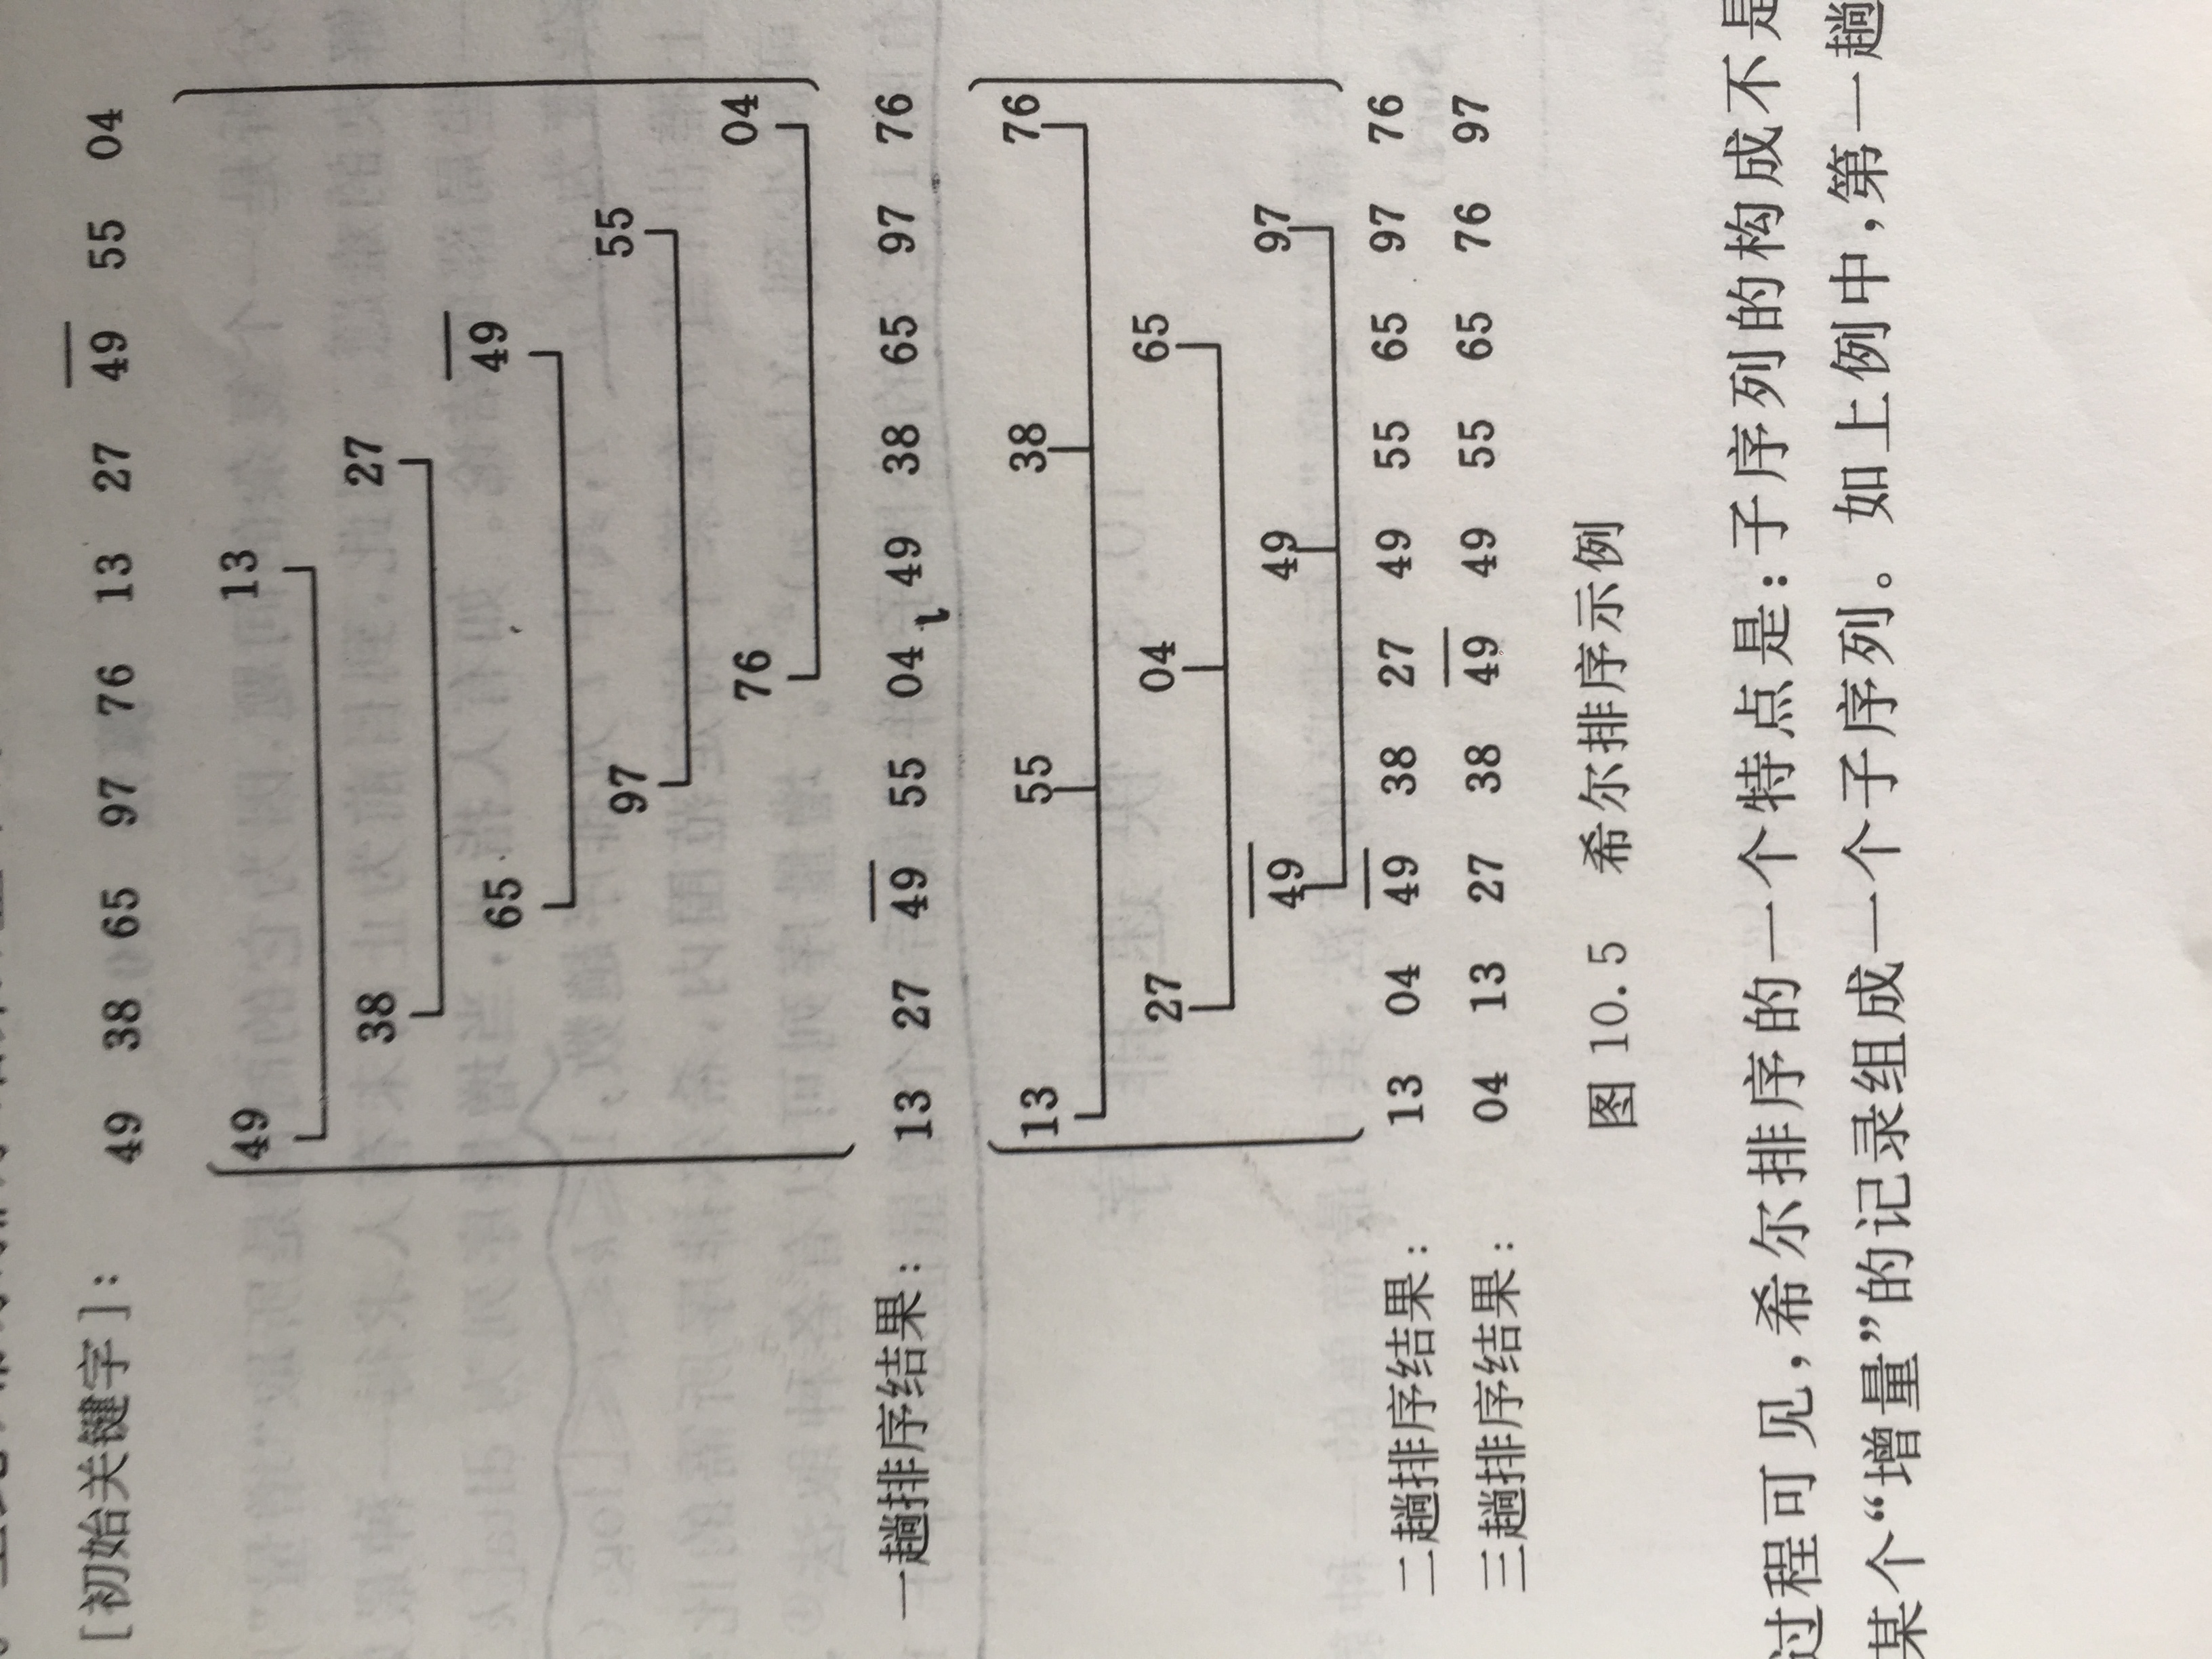 [初始关键字]: 49 38 65 97 76 13 27 49 55 04
49 13
38 27
65 49
97 55
76 04
一趟排序结果: 13 27 49 55 04 49 38 65 97 76
13 55 38 76
27 04 65
49 49 97
二趟排序结果: 13 04 49 38 27 49 55 65 97 76
三趟排序结果: 04 13 27 38 49 49 55 65 76 97
图 10.5 希尔排序示例
过程可见,希尔排序的一个特点是:子序列的构成不是
某个“增量”的记录组成一个子序列。如上例中,第一趟